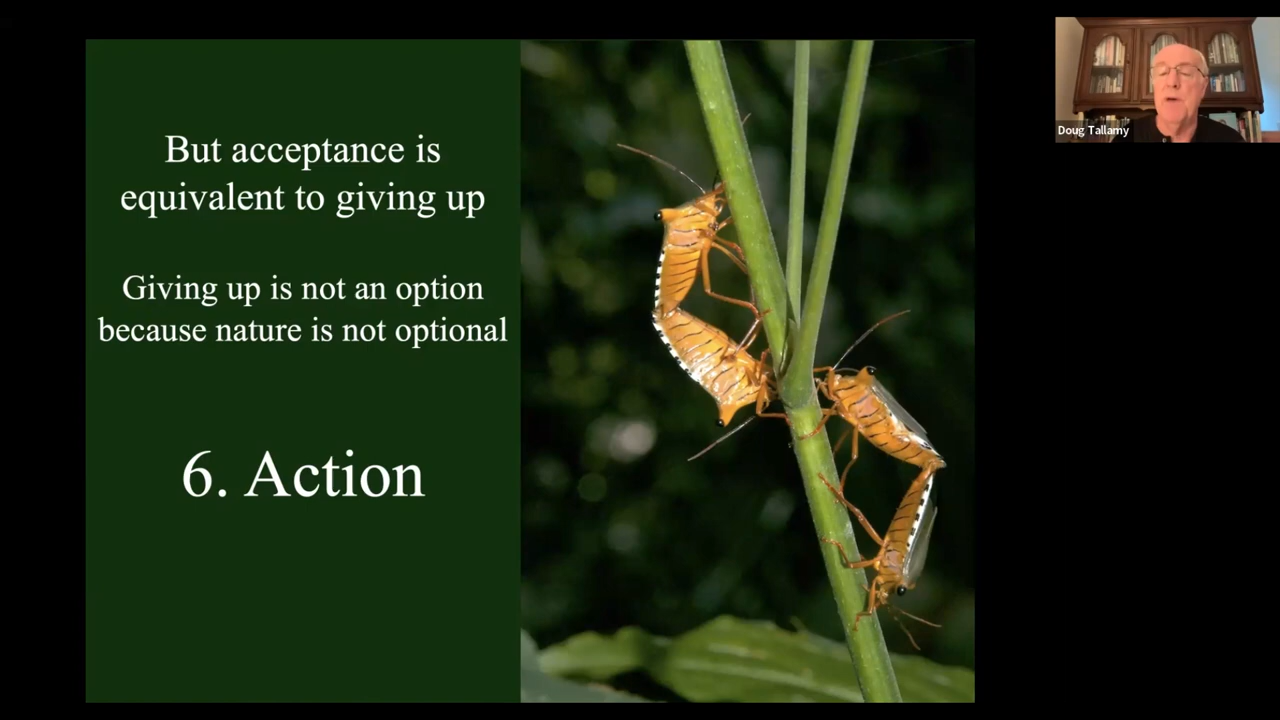 But acceptance is
equivalent to giving up
Giving up is not an option
because nature is not optional
6. Action
Doug Tallamy